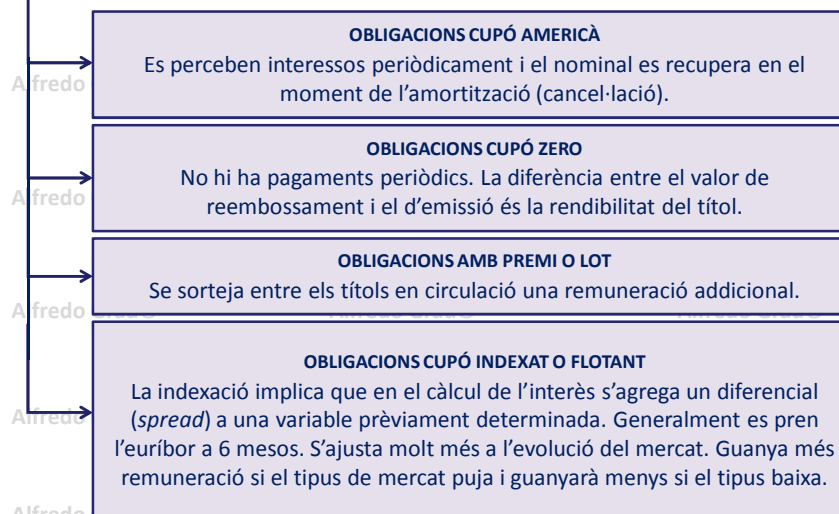 OBLIGACIONS CUPÓ AMERICÀ
Es perceben interessos periòdicament i el nominal es recupera en el
moment de l’amortització (cancel·lació).
Alfredo
OBLIGACIONS CUPÓ ZERO
No hi ha pagaments periòdics. La diferència entre el valor de
reembossament i el d’emissió és la rendibilitat del títol.
Alfredo
OBLIGACIONS AMB PREMI O LOT
Se sorteja entre els títols en circulació una remuneració addicional.
Alfredo
OBLIGACIONS CUPÓ INDEXAT O FLOTANT
La indexació implica que en el càlcul de l’interès s’agrega un diferencial
(spread) a una variable prèviament determinada. Generalment es pren
l’euríbor a 6 mesos. S’ajusta molt més a l’evolució del mercat. Guanya més
remuneració si el tipus de mercat puja i guanyarà menys si el tipus baixa.
Alfredo
Alfredo